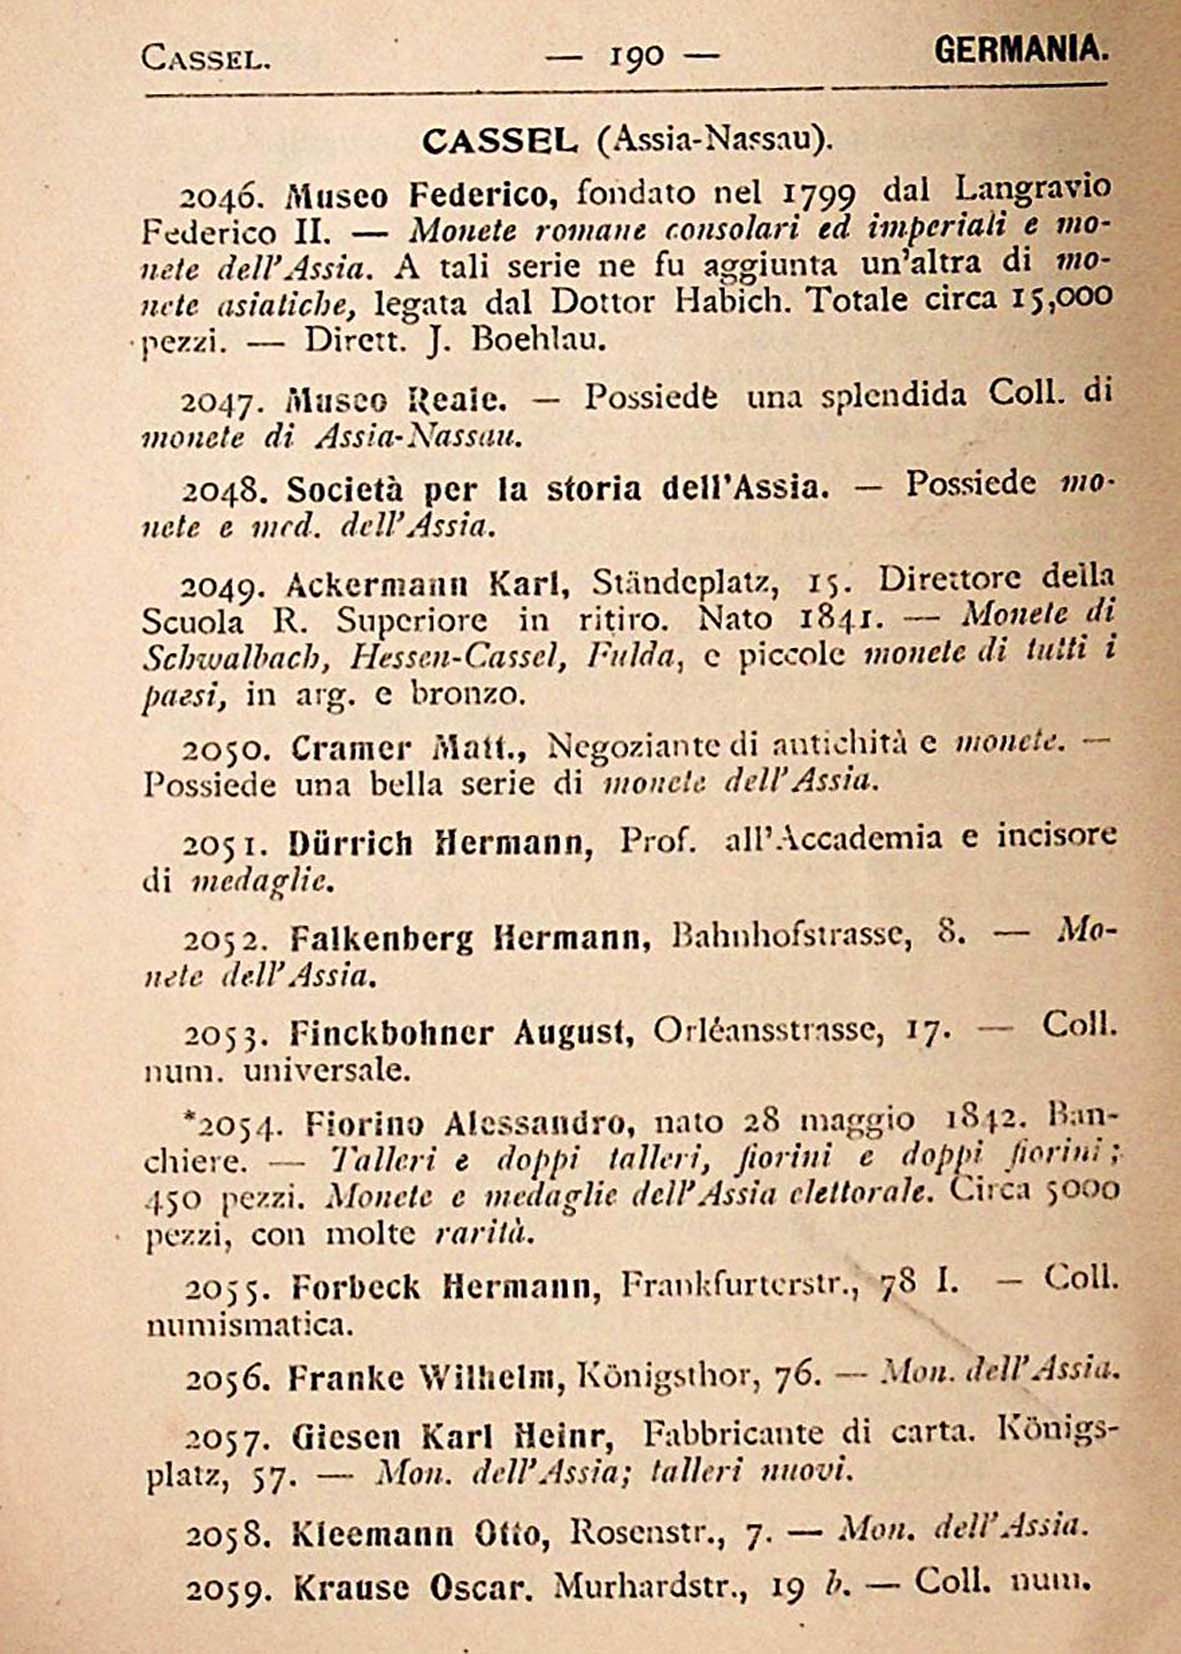 CASSEL. — 190 — GERMANIA.
CASSEL (Assia-Nassau).
2046. Museo Federico, fondato nel 1799 dal Langravio
Federico II. — Monete romane consolari ed imperiali e mo-
nete dell'Assia. A tali serie ne fu aggiunta un'altra di mo-
nete asiatiche, legata dal Dottor Habich. Totale circa 15,000
pezzi. — Dirett. J. Boehlau.
2047. Museo Reale. — Possiede una splendida Coll. di
monete di Assia-Nassau.
2048. Società per la storia dell'Assia. — Possiede mo-
nete e med. dell'Assia.
2049. Ackermann Karl, Ständeplatz, 15. Direttore della
Scuola R. Superiore in ritiro. Nato 1841. — Monete di
Schwalbach, Hessen-Cassel, Fulda, e piccole monete di tutti i
paesi, in arg. e bronzo.
2050. Cramer Matt., Negoziante di antichità e monete. —
Possiede una bella serie di monete dell'Assia.
2051. Dürrich Hermann, Prof. all'Accademia e incisore
di medaglie.
2052. Falkenberg Hermann, Bahnhofstrasse, 8. — Mo-
nete dell'Assia.
2053. Finckbohner August, Orléansstrasse, 17. — Coll.
num. universale.
*2054. Fiorino Alessandro, nato 28 maggio 1842. Ban-
chiere. — Talleri e doppi talleri, fiorini e doppi fiorini;
450 pezzi. Monete e medaglie dell'Assia elettorale. Circa 5000
pezzi, con molte rarità.
2055. Forbeck Hermann, Frankfurterstr., 78 I. — Coll.
numismatica.
2056. Franke Wilhelm, Königsthor, 76. — Mon. dell'Assia.
2057. Giesen Karl Heinr, Fabbricante di carta. Königs-
platz, 57. — Mon. dell'Assia; talleri nuovi.
2058. Kleemann Otto, Rosenstr., 7. — Mon. dell'Assia.
2059. Krause Oscar. Murhardstr., 19 b. — Coll. num.